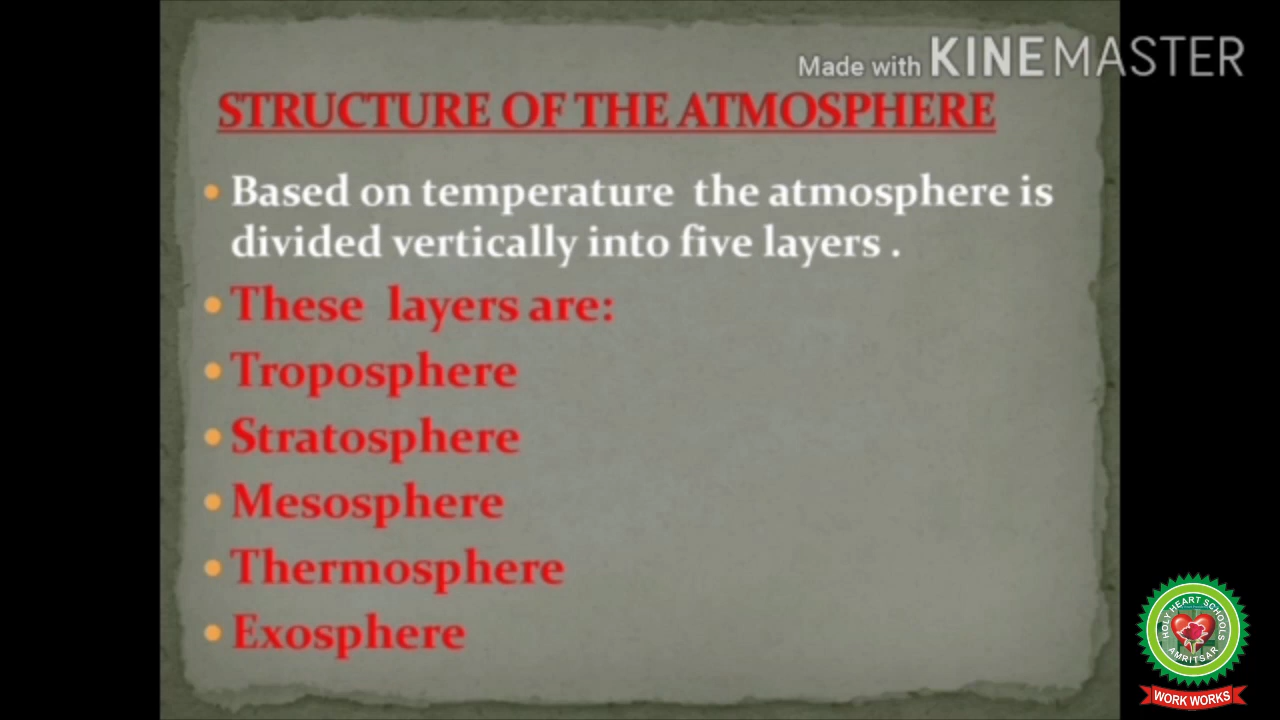 Made with KINEMASTER
STRUCTURE OF THE ATMOSPHERE
• Based on temperature the atmosphere is
divided vertically into five layers .
• These layers are:
• Troposphere
• Stratosphere
• Mesosphere
• Thermosphere
• Exosphere
HOLY HEART SCHOOLS
AMRITSAR
WORK WORKS